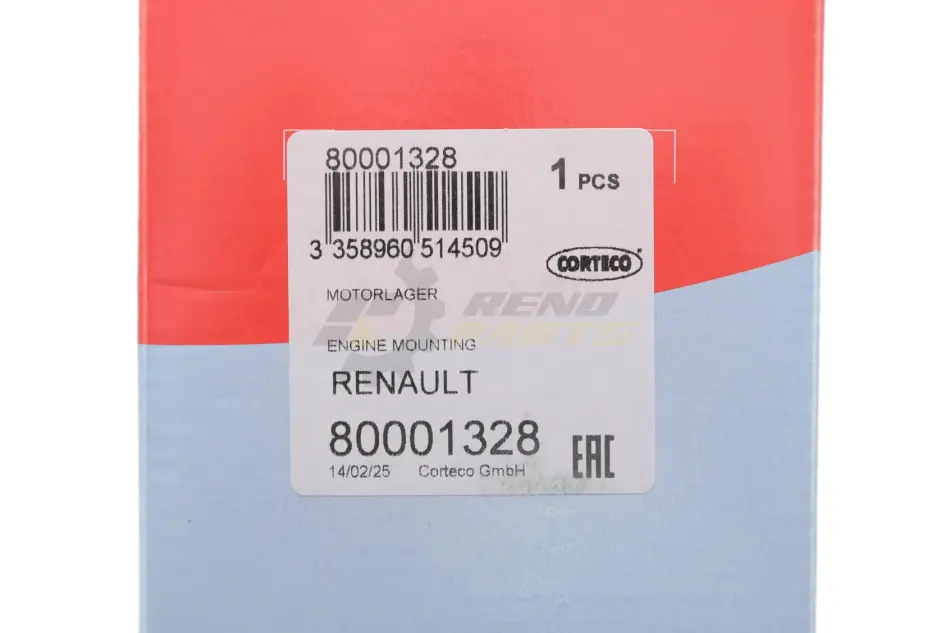 80001328
1 PCS
3 358960 514509
CORTECO
MOTORLAGER
RENO
PARTS
ENGINE MOUNTING
RENAULT
80001328
EAC
14/02/25 Corteco GmbH